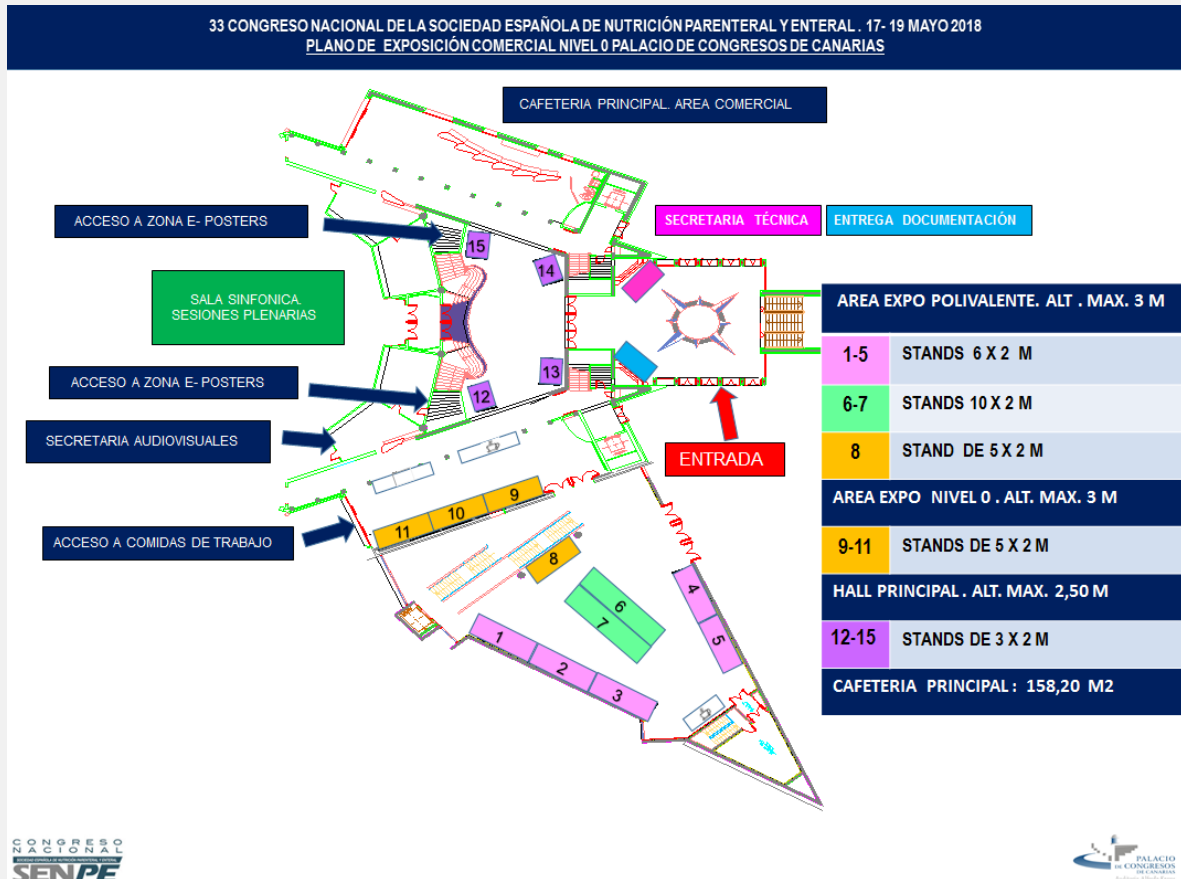 33 CONGRESO NACIONAL DE LA SOCIEDAD ESPAÑOLA DE NUTRICIÓN PARENTERAL Y ENTERAL . 17- 19 MAYO 2018
PLANO DE EXPOSICIÓN COMERCIAL NIVEL 0 PALACIO DE CONGRESOS DE CANARIAS
CAFETERIA PRINCIPAL. AREA COMERCIAL
ACCESO A ZONA E- POSTERS
SECRETARIA TÉCNICA
ENTREGA DOCUMENTACIÓN
15
14
SALA SINFONICA.
SESIONES PLENARIAS
ACCESO A ZONA E- POSTERS
13
12
SECRETARIA AUDIOVISUALES
ENTRADA
ACCESO A COMIDAS DE TRABAJO
9
10
11
8
6
7
4
5
1
2
3
AREA EXPO POLIVALENTE. ALT . MAX. 3 M
1-5 STANDS 6 X 2 M
6-7 STANDS 10 X 2 M
8 STAND DE 5 X 2 M
AREA EXPO NIVEL 0 . ALT. MAX. 3 M
9-11 STANDS DE 5 X 2 M
HALL PRINCIPAL . ALT. MAX. 2,50 M
12-15 STANDS DE 3 X 2 M
CAFETERIA PRINCIPAL : 158,20 M2
CONGRESO
NACIONAL
SOCIEDAD ESPAÑOLA DE NUTRICIÓN PARENTERAL Y ENTERAL
SENPE
PALACIO
DE CONGRESOS
DE CANARIAS